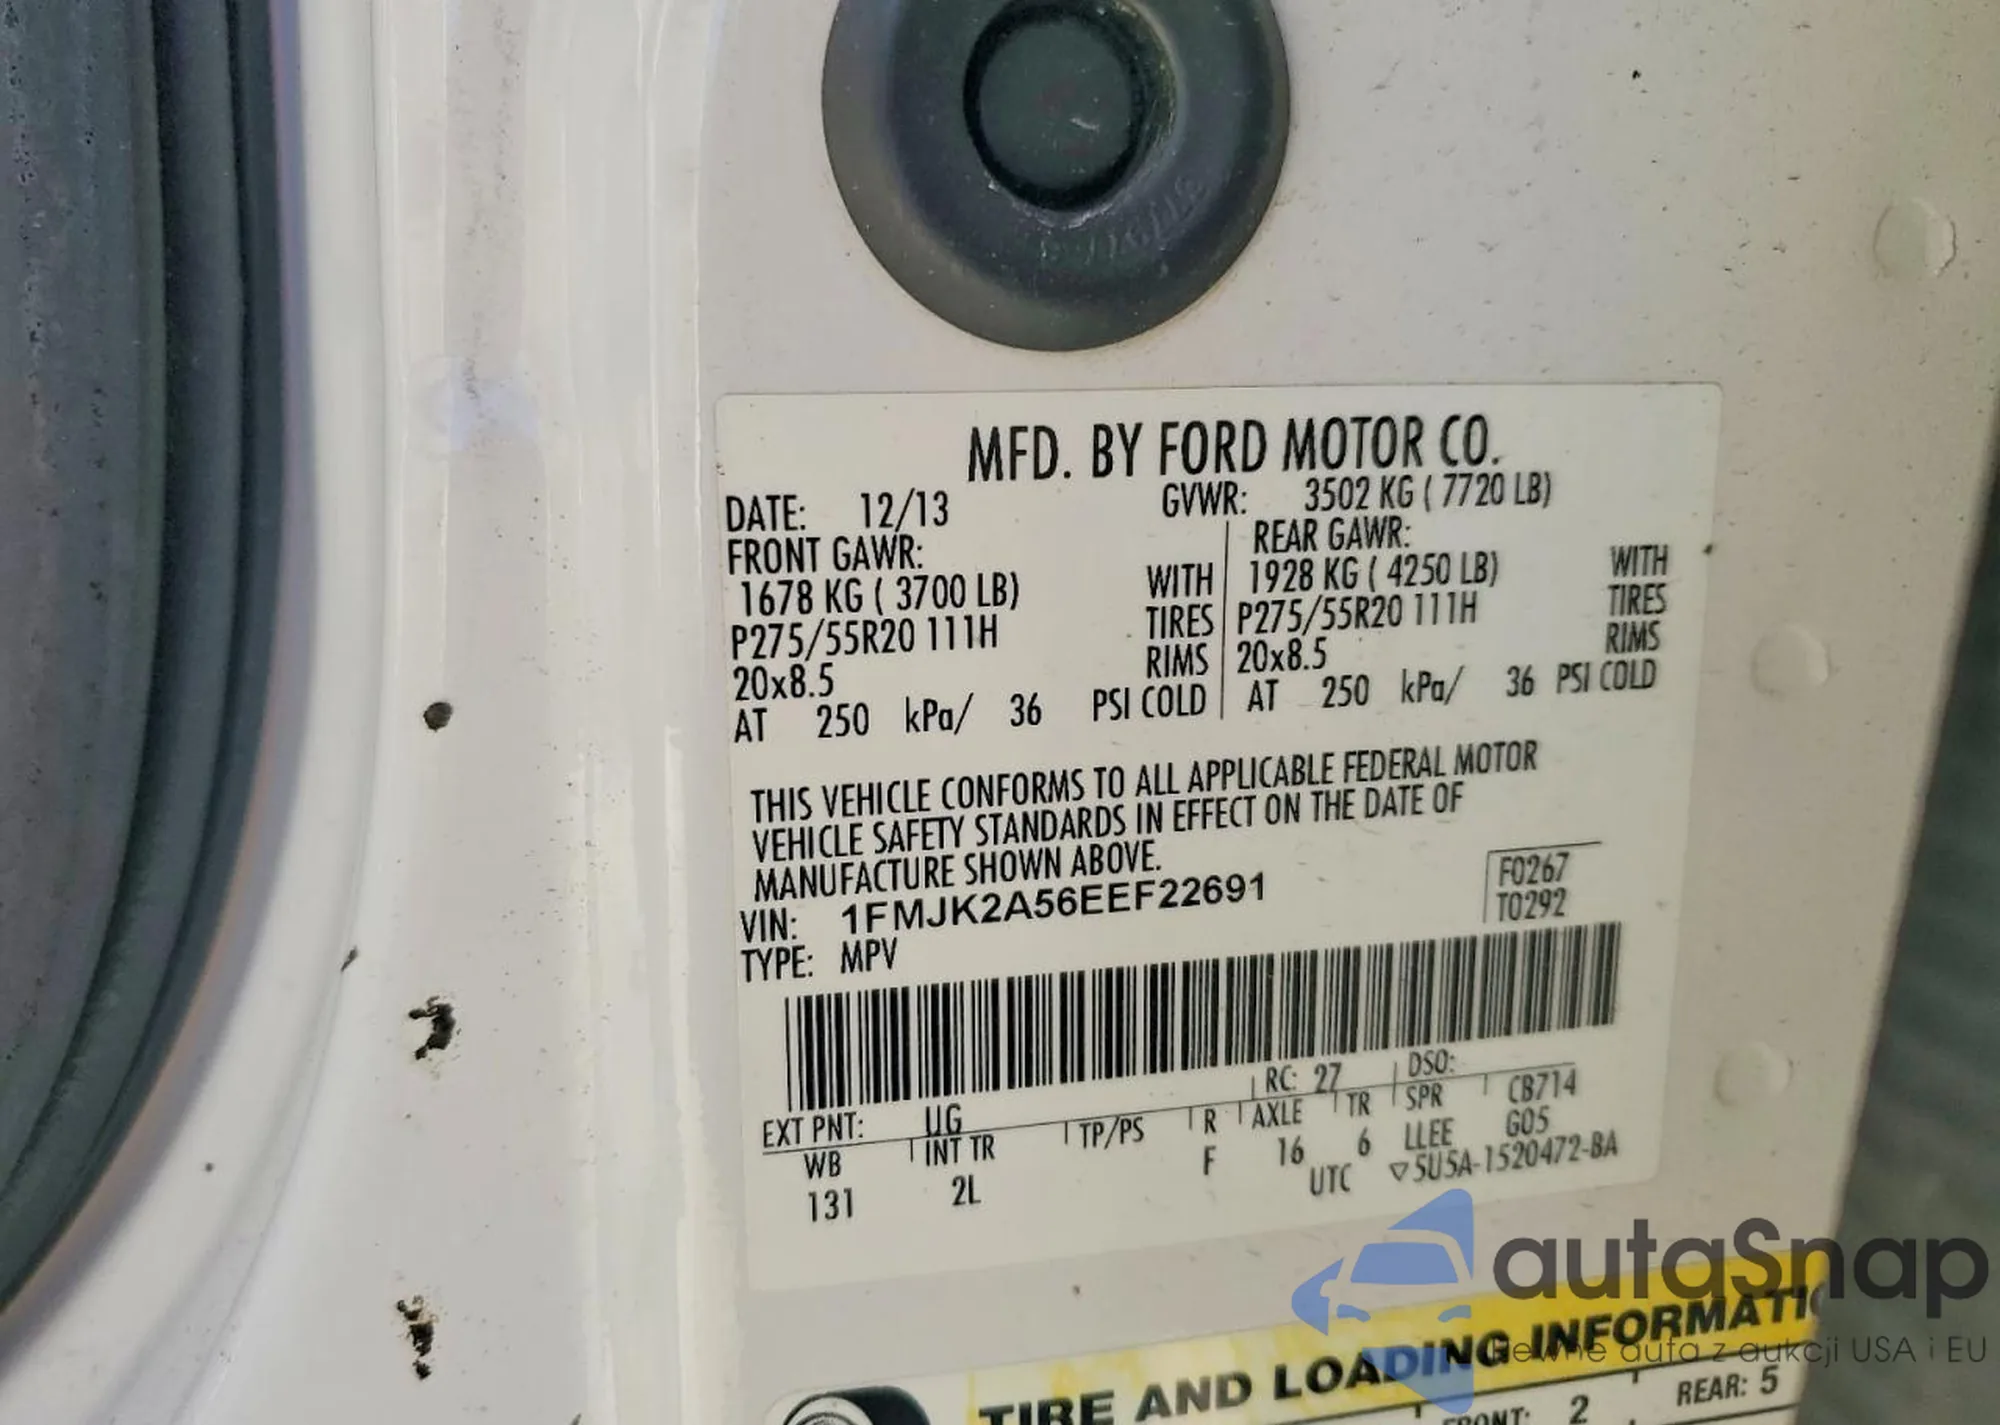 MFD. BY FORD MOTOR CO.
DATE: 12/13 GVWR: 3502 KG ( 7720 LB)
FRONT GAWR: REAR GAWR:
1678 KG ( 3700 LB) WITH 1928 KG ( 4250 LB) WITH
P275/55R20 111H TIRES P275/55R20 111H TIRES
20x8.5 RIMS 20x8.5 RIMS
AT 250 kPa/ 36 PSI COLD AT 250 kPa/ 36 PSI COLD
THIS VEHICLE CONFORMS TO ALL APPLICABLE FEDERAL MOTOR
VEHICLE SAFETY STANDARDS IN EFFECT ON THE DATE OF
MANUFACTURE SHOWN ABOVE.
VIN: 1FMJK2A56EEF22691 F0267
TYPE: MPV T0292
RC: 27 DSO:
EXT PNT: UG
WB INT TR TP/PS R AXLE TR SPR CB714
131 2L F 16 6 LLEE G05
UTC ▽5U5A-1520472-BA
autaSnap
Pewne auta z aukcji USA i EU
TIRE AND LOADING INFORMATIO
FRONT: 2 REAR: 5